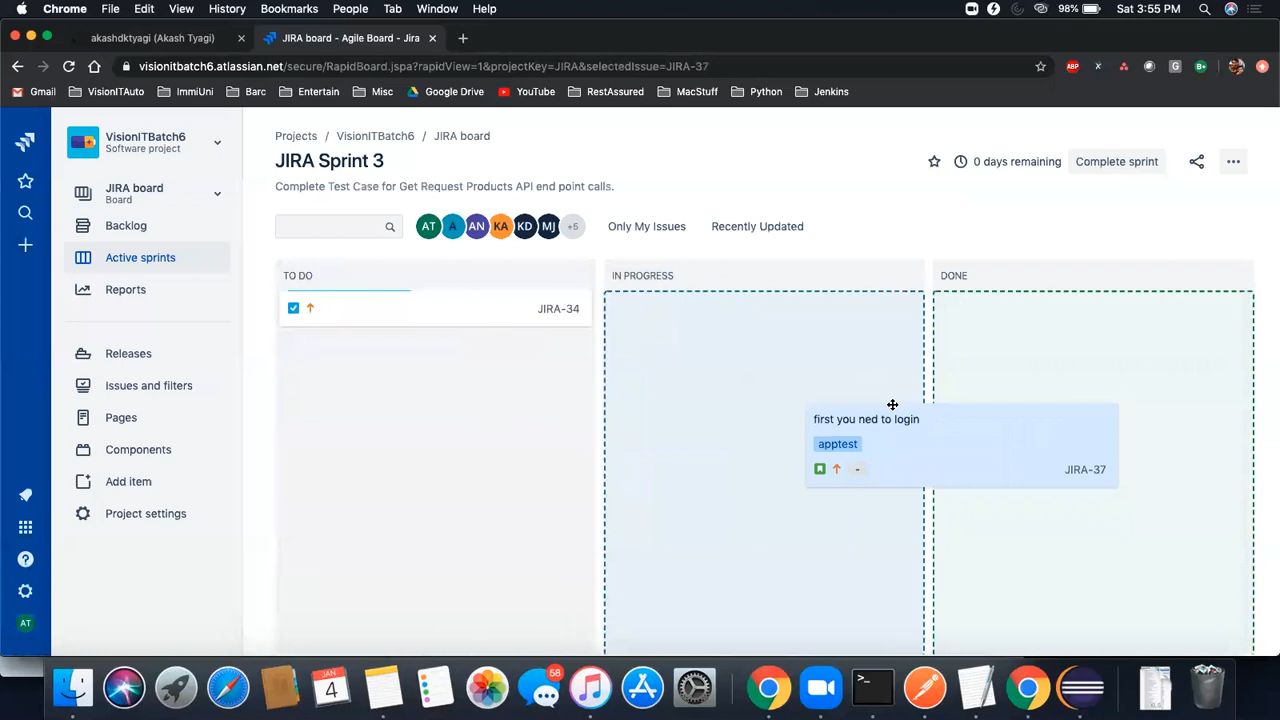 Chrome File Edit View History Bookmarks People Tab Window Help 98% Sat 3:55 PM
akashdktyagi (Akash Tyagi) JIRA board - Agile Board - Jira
visionitbatch6.atlassian.net/secure/RapidBoard.jspa?rapidView=1&projectKey=JIRA&selectedIssue=JIRA-37
Gmail VisionITAuto ImmiUni Barc Entertain Misc Google Drive YouTube RestAssured MacStuff Python Jenkins
VisionITBatch6
Software project
JIRA board
Board
Backlog
Active sprints
Reports
Releases
Issues and filters
Pages
Components
Add item
Project settings
AT
Projects / VisionITBatch6 / JIRA board
JIRA Sprint 3
0 days remaining Complete sprint
Complete Test Case for Get Request Products API end point calls.
AT A AN KA KD MJ +5 Only My Issues Recently Updated
TO DO IN PROGRESS DONE
JIRA-34
first you ned to login
apptest
- JIRA-37
ABP
JAN
4
58